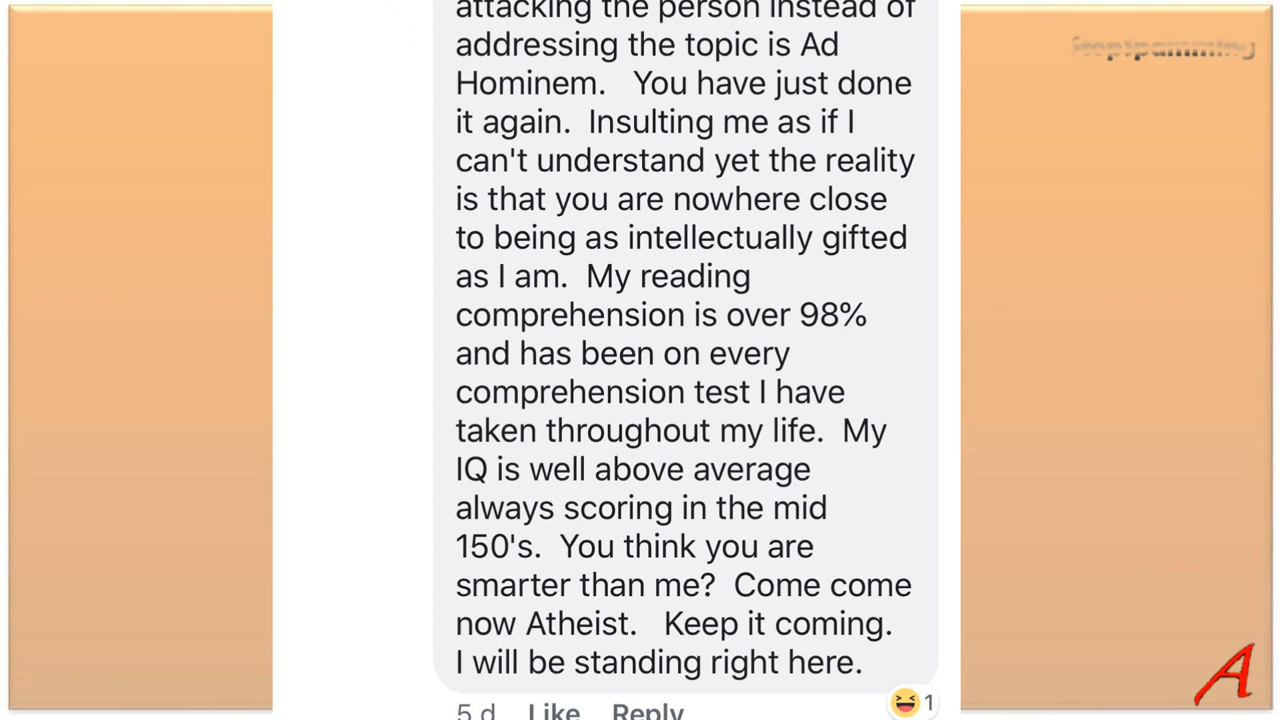 attacking the person instead of
addressing the topic is Ad
Hominem.   You have just done
it again.  Insulting me as if I
can't understand yet the reality
is that you are nowhere close
to being as intellectually gifted
as I am.  My reading
comprehension is over 98%
and has been on every
comprehension test I have
taken throughout my life.  My
IQ is well above average
always scoring in the mid
150's.  You think you are
smarter than me?  Come come
now Atheist.   Keep it coming.
I will be standing right here.
5 d Like Reply 1
A